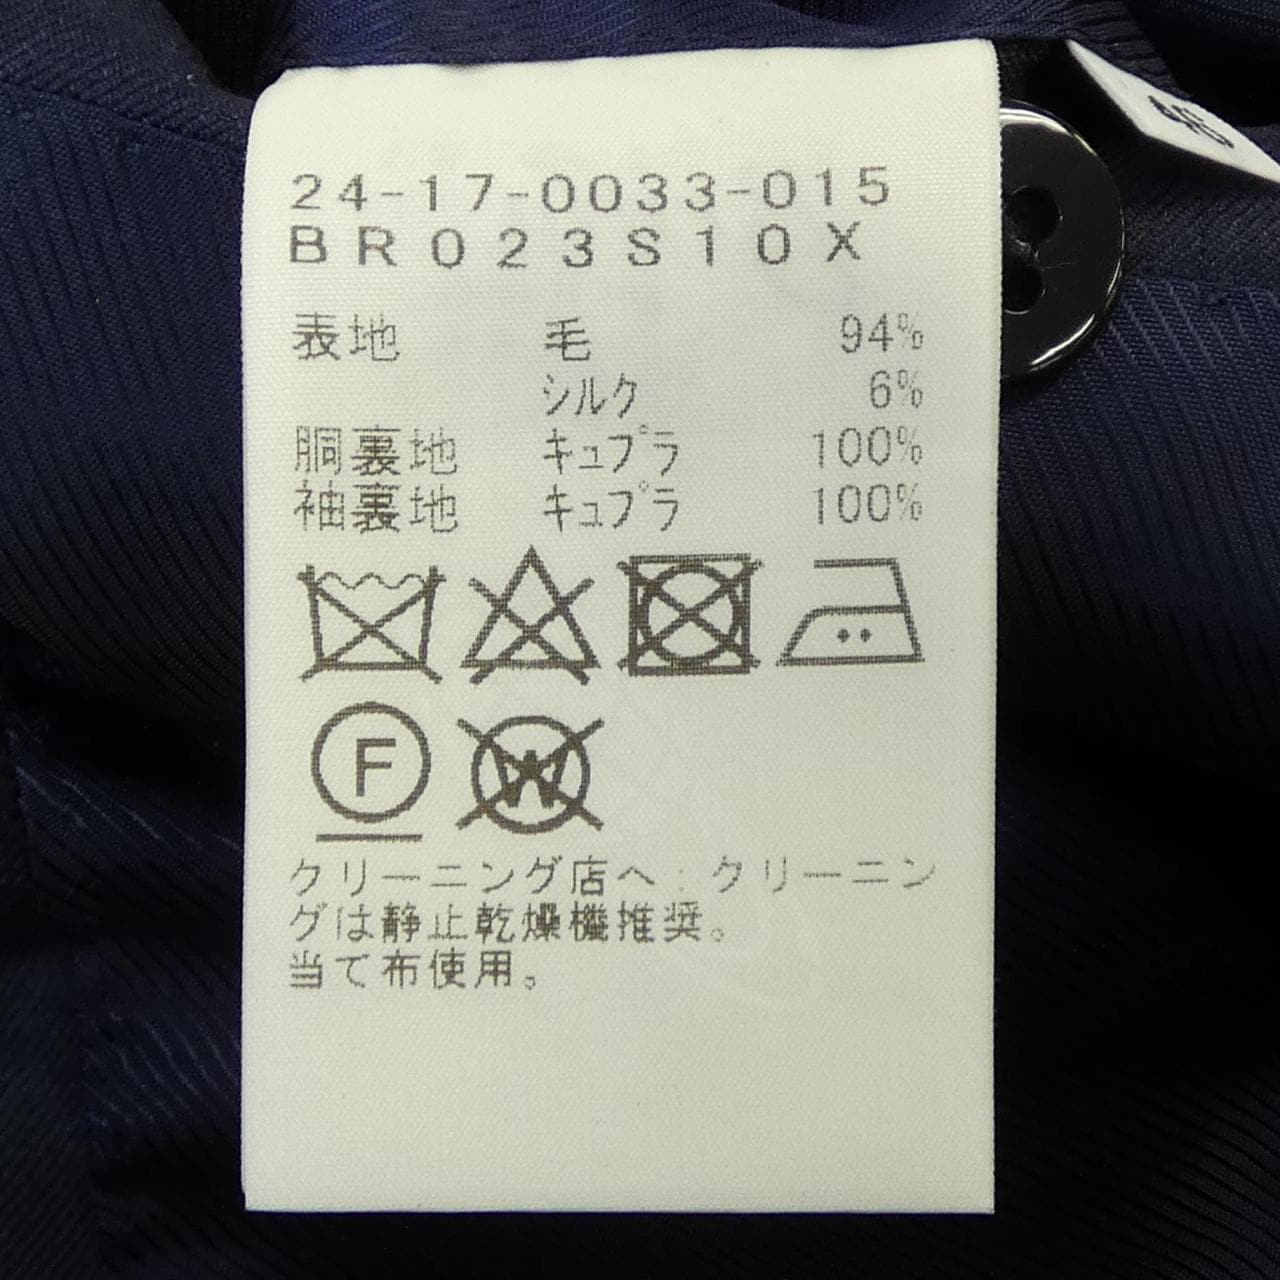 24-17-0033-015
BR023S10X
表地 毛 94%
シルク 6%
胴裏地 キュプラ 100%
袖裏地 キュプラ 100%
F
W
クリーニング店へ:クリーニン
グは静止乾燥機推奨。
当て布使用。